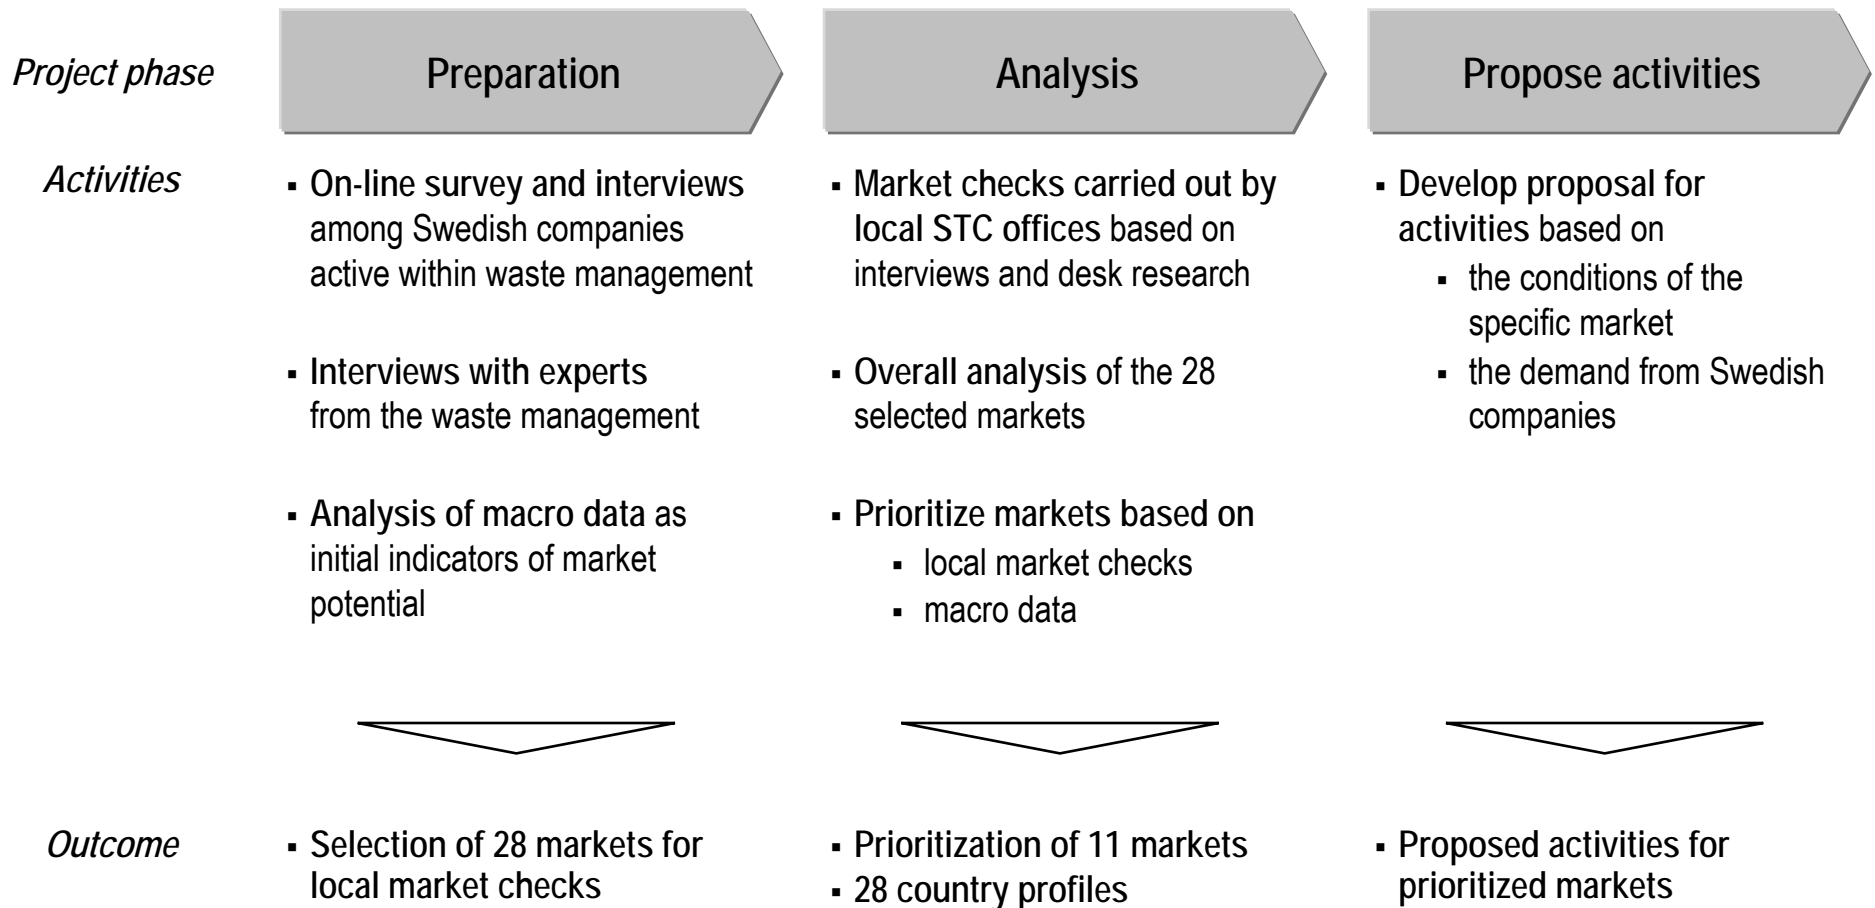 Project phase
Preparation
Analysis
Propose activities
Activities
▪ On-line survey and interviews
among Swedish companies
active within waste management
▪ Interviews with experts
from the waste management
▪ Analysis of macro data as
initial indicators of market
potential
▪ Market checks carried out by
local STC offices based on
interviews and desk research
▪ Overall analysis of the 28
selected markets
▪ Prioritize markets based on
▪ local market checks
▪ macro data
▪ Develop proposal for
activities based on
▪ the conditions of the
specific market
▪ the demand from Swedish
companies
Outcome
▪ Selection of 28 markets for
local market checks
▪ Prioritization of 11 markets
▪ 28 country profiles
▪ Proposed activities for
prioritized markets